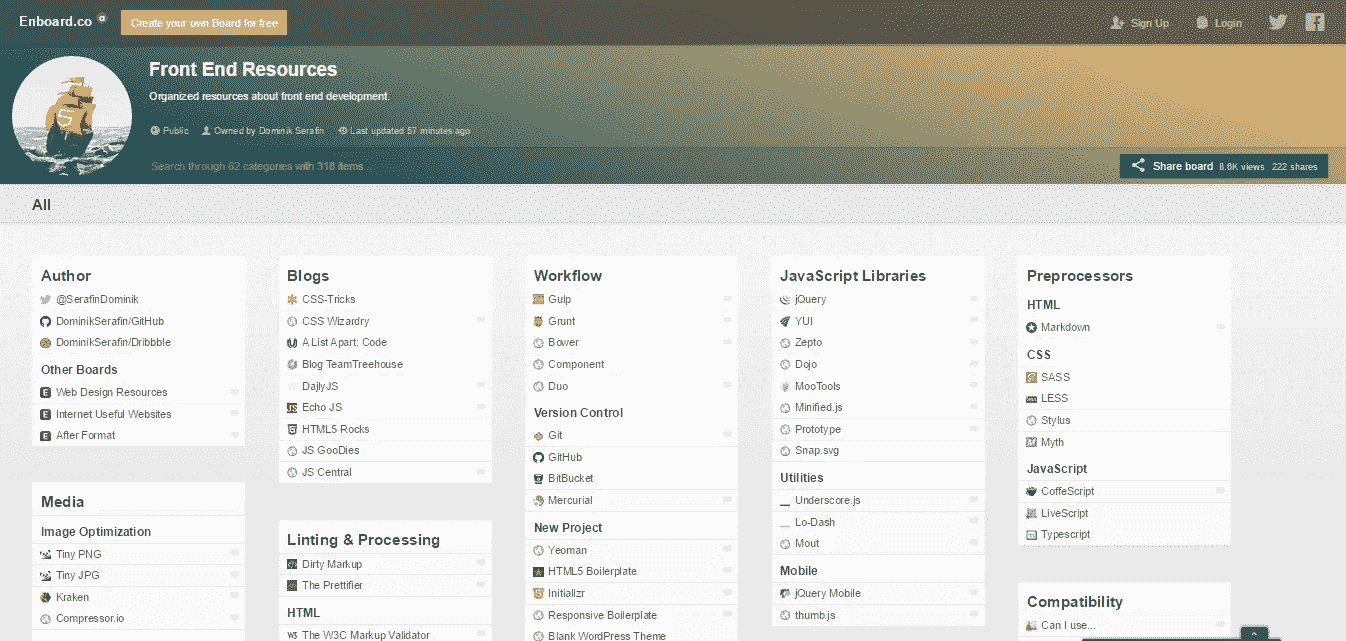 Enboard.co
Create your own Board for free
Sign Up
Login
Front End Resources
Organized resources about front end development.
Public
Owned by Dominik Serafin
Last updated 57 minutes ago
Search through 62 categories with 318 items...
Share board 8.6K views 222 shares
All
Author
@SerafinDominik
DominikSerafin/GitHub
DominikSerafin/Dribbble
Other Boards
Web Design Resources
Internet Useful Websites
After Format
Media
Image Optimization
Tiny PNG
Tiny JPG
Kraken
Compressor.io
Blogs
CSS-Tricks
CSS Wizardry
A List Apart: Code
Blog TeamTreehouse
DailyJS
Echo JS
HTML5 Rocks
JS GooDies
JS Central
Linting & Processing
Dirty Markup
The Prettifier
HTML
The W3C Markup Validator
Workflow
Gulp
Grunt
Bower
Component
Duo
Version Control
Git
GitHub
BitBucket
Mercurial
New Project
Yeoman
HTML5 Boilerplate
Initializr
Responsive Boilerplate
Blank WordPress Theme
JavaScript Libraries
jQuery
YUI
Zepto
Dojo
MooTools
Minified.js
Prototype
Snap.svg
Utilities
Underscore.js
Lo-Dash
Mout
Mobile
jQuery Mobile
thumb.js
Preprocessors
HTML
Markdown
CSS
SASS
LESS
Stylus
Myth
JavaScript
CoffeScript
LiveScript
Typescript
Compatibility
Can I use...